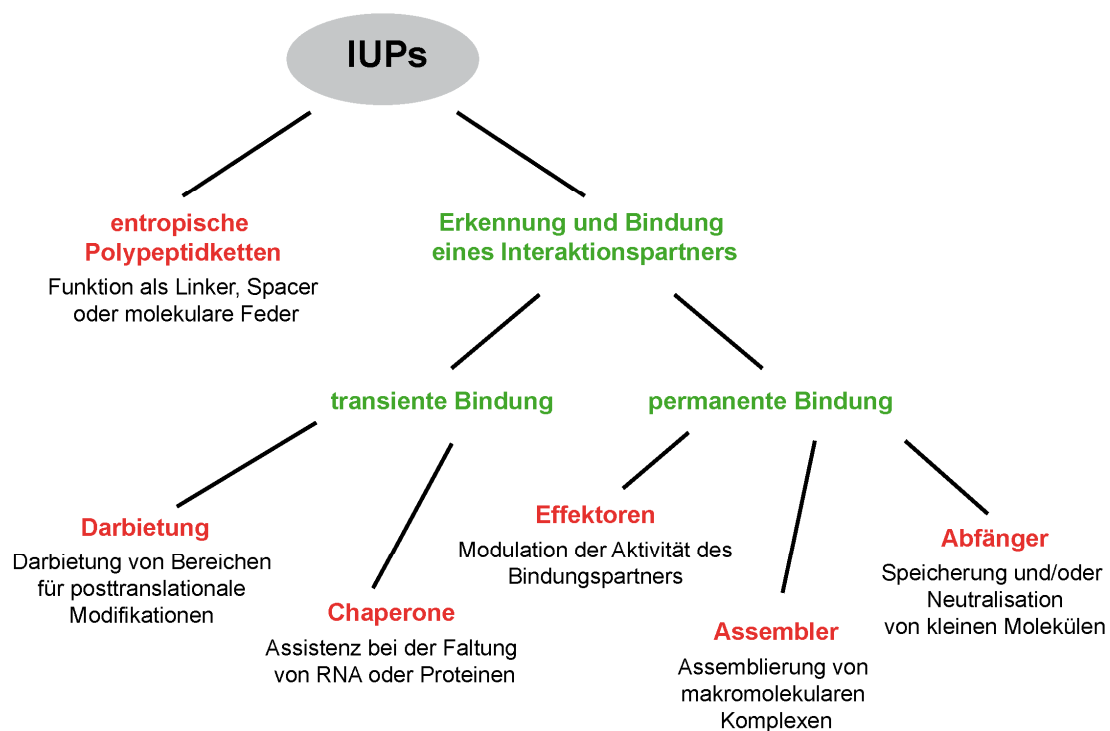 IUPs
entropische
Polypeptidketten
Funktion als Linker, Spacer
oder molekulare Feder
Erkennung und Bindung
eines Interaktionspartners
transiente Bindung
permanente Bindung
Darbietung
Darbietung von Bereichen
für posttranslationale
Modifikationen
Chaperone
Assistenz bei der Faltung
von RNA oder Proteinen
Effektoren
Modulation der Aktivität des
Bindungspartners
Assembler
Assemblierung von
makromolekularen
Komplexen
Abfänger
Speicherung und/oder
Neutralisation
von kleinen Molekülen